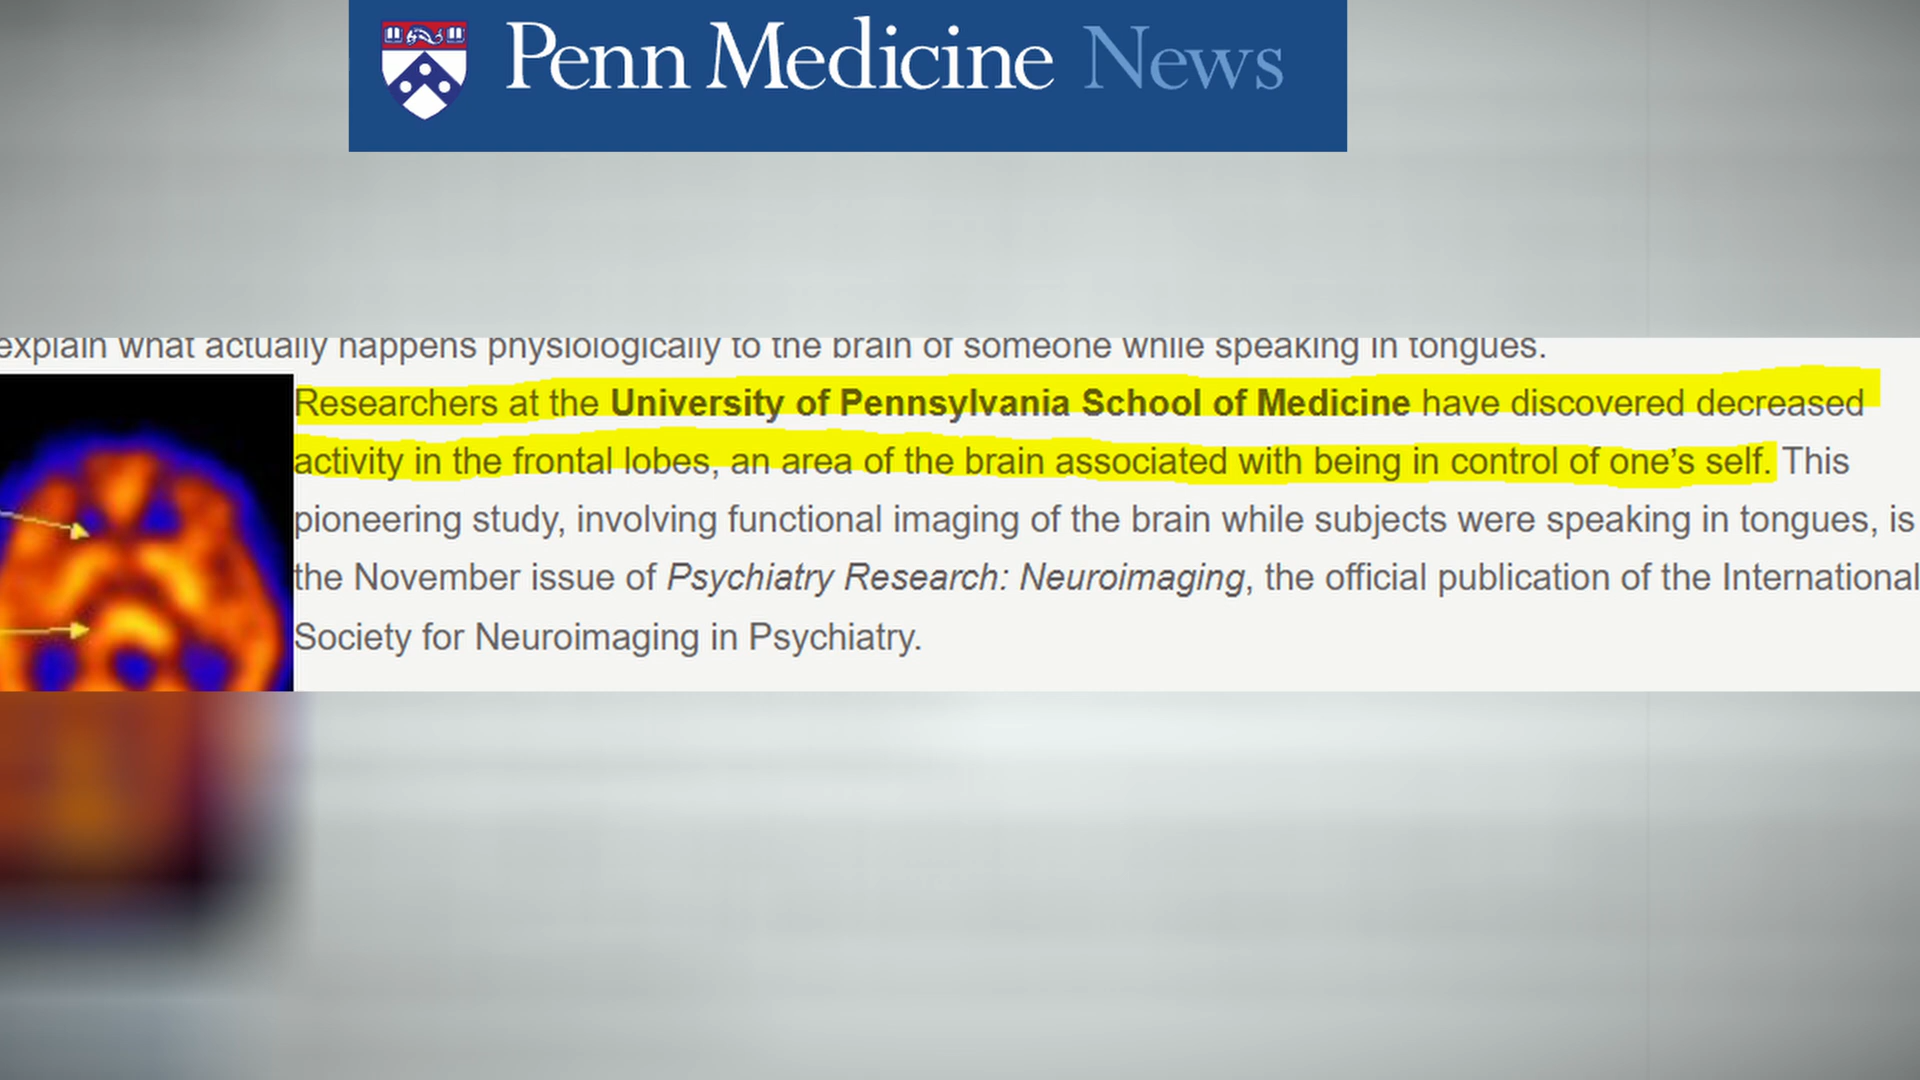 Penn Medicine News
explain what actually happens physiologically to the brain of someone while speaking in tongues.
Researchers at the University of Pennsylvania School of Medicine have discovered decreased
activity in the frontal lobes, an area of the brain associated with being in control of one’s self. This
pioneering study, involving functional imaging of the brain while subjects were speaking in tongues, is
the November issue of Psychiatry Research: Neuroimaging, the official publication of the International
Society for Neuroimaging in Psychiatry.